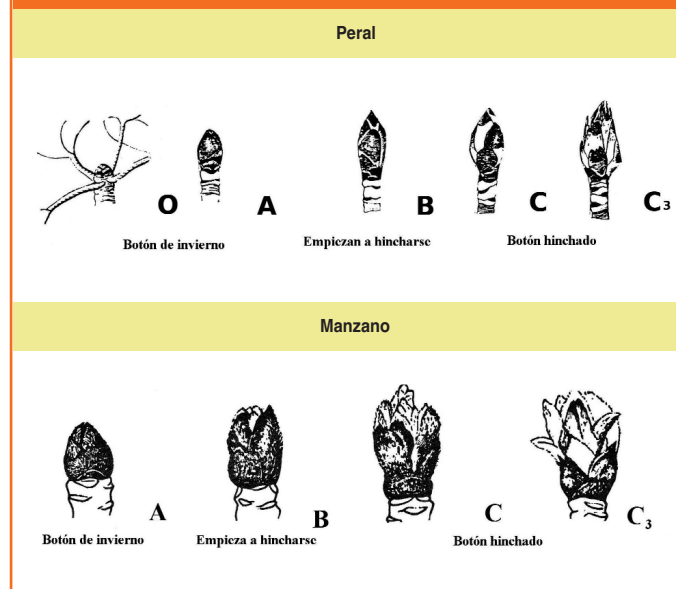 Peral
O A B C C₃
Botón de invierno Empiezan a hincharse Botón hinchado
Manzano
A B C C₃
Botón de invierno Empieza a hincharse Botón hinchado